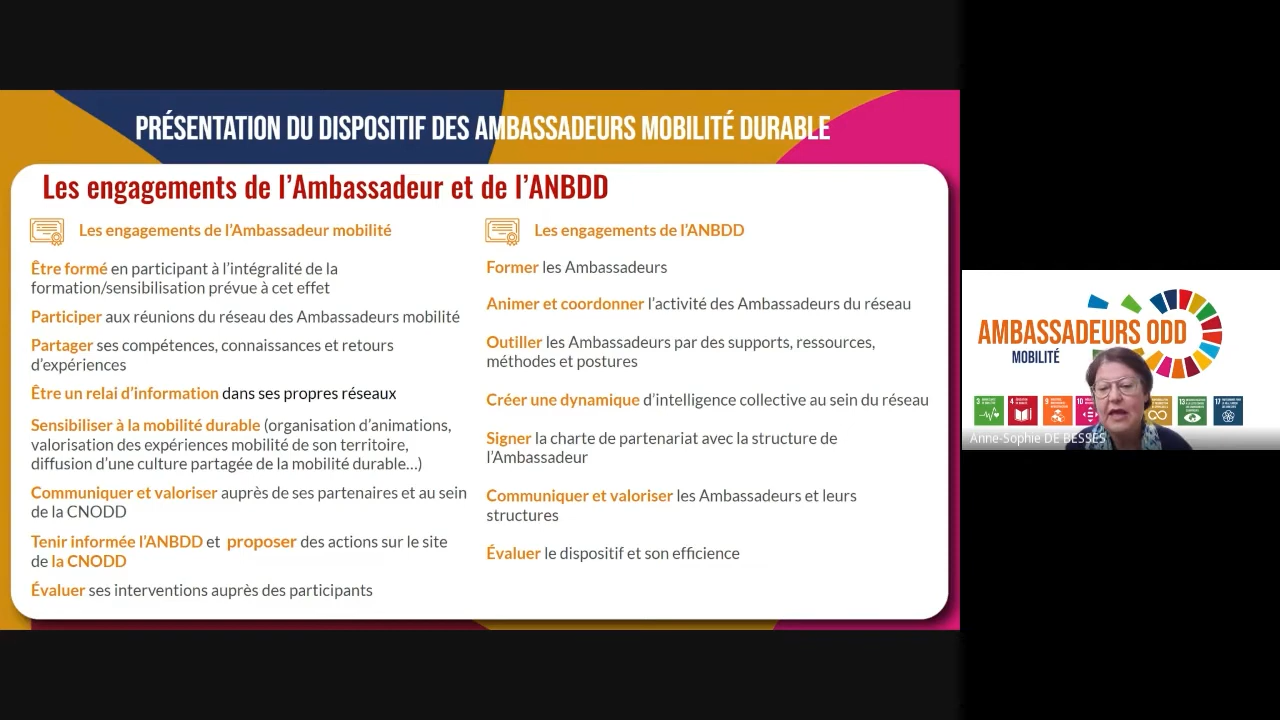 PRÉSENTATION DU DISPOSITIF DES AMBASSADEURS MOBILITÉ DURABLE
Les engagements de l'Ambassadeur et de l'ANBDD
Les engagements de l'Ambassadeur mobilité
Être formé en participant à l'intégralité de la
formation/sensibilisation prévue à cet effet
Participer aux réunions du réseau des Ambassadeurs mobilité
Partager ses compétences, connaissances et retours
d'expériences
Être un relai d'information dans ses propres réseaux
Sensibiliser à la mobilité durable (organisation d'animations,
valorisation des expériences mobilité de son territoire,
diffusion d'une culture partagée de la mobilité durable...)
Communiquer et valoriser auprès de ses partenaires et au sein
de la CNODD
Tenir informée l'ANBDD et proposer des actions sur le site
de la CNODD
Évaluer ses interventions auprès des participants
Les engagements de l'ANBDD
Former les Ambassadeurs
Animer et coordonner l'activité des Ambassadeurs du réseau
Outiller les Ambassadeurs par des supports, ressources,
méthodes et postures
Créer une dynamique d'intelligence collective au sein du réseau
Signer la charte de partenariat avec la structure de
l'Ambassadeur
Communiquer et valoriser les Ambassadeurs et leurs
structures
Évaluer le dispositif et son efficience
AMBASSADEURS ODD
MOBILITÉ
3 4 9 10 13 17
Anne-Sophie DE BESSES